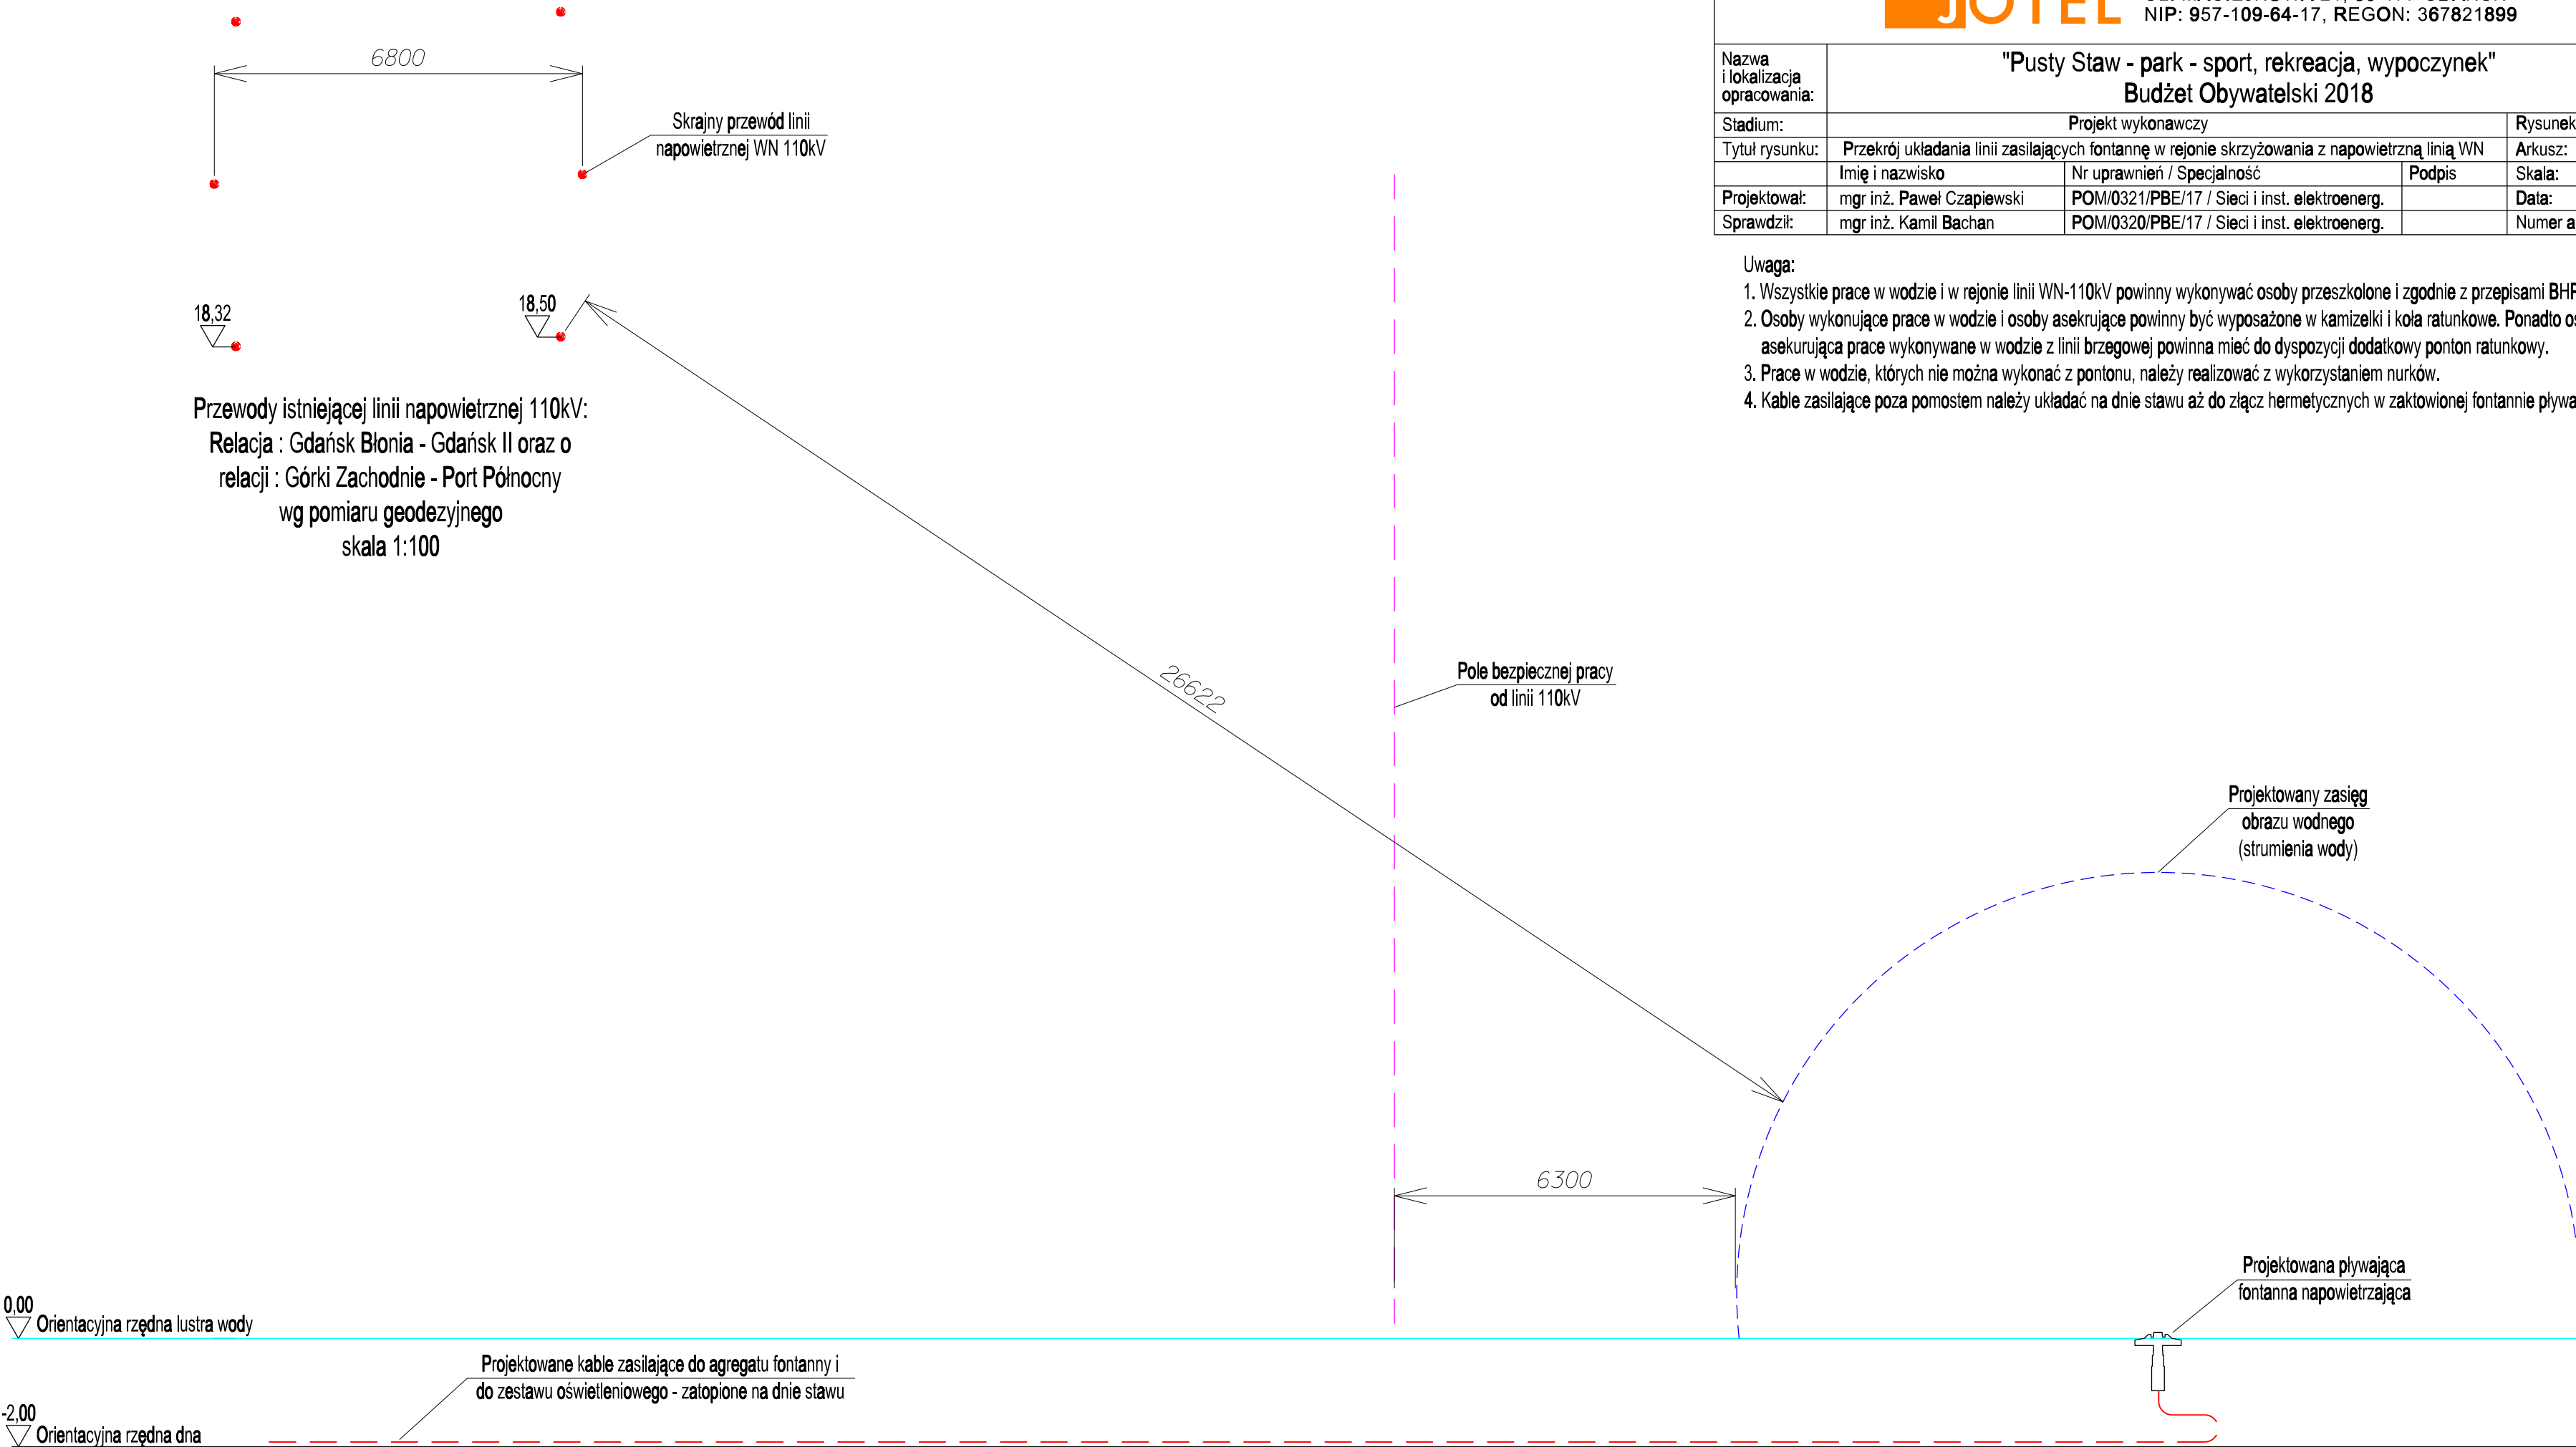 JOTEL
NIP: 957-109-64-17, REGON: 367821899
Nazwa
i lokalizacja
opracowania:
"Pusty Staw - park - sport, rekreacja, wypoczynek"
Budżet Obywatelski 2018
Stadium:
Projekt wykonawczy
Rysunek
Tytuł rysunku:
Przekrój układania linii zasilających fontannę w rejonie skrzyżowania z napowietrzną linią WN
Arkusz:
Imię i nazwisko
Nr uprawnień / Specjalność
Podpis
Skala:
Projektował:
mgr inż. Paweł Czapiewski
POM/0321/PBE/17 / Sieci i inst. elektroenerg.
Data:
Sprawdził:
mgr inż. Kamil Bachan
POM/0320/PBE/17 / Sieci i inst. elektroenerg.
Numer a
Uwaga:
1. Wszystkie prace w wodzie i w rejonie linii WN-110kV powinny wykonywać osoby przeszkolone i zgodnie z przepisami BHP
2. Osoby wykonujące prace w wodzie i osoby asekrujące powinny być wyposażone w kamizelki i koła ratunkowe. Ponadto os
asekurująca prace wykonywane w wodzie z linii brzegowej powinna mieć do dyspozycji dodatkowy ponton ratunkowy.
3. Prace w wodzie, których nie można wykonać z pontonu, należy realizować z wykorzystaniem nurków.
4. Kable zasilające poza pomostem należy układać na dnie stawu aż do złącz hermetycznych w zaktowionej fontannie pływa
6800
Skrajny przewód linii
napowietrznej WN 110kV
18,32
18,50
Przewody istniejącej linii napowietrznej 110kV:
Relacja : Gdańsk Błonia - Gdańsk II oraz o
relacji : Górki Zachodnie - Port Północny
wg pomiaru geodezyjnego
skala 1:100
26622
Pole bezpiecznej pracy
od linii 110kV
Projektowany zasięg
obrazu wodnego
(strumienia wody)
6300
Projektowana pływająca
fontanna napowietrzająca
0,00
Orientacyjna rzędna lustra wody
Projektowane kable zasilające do agregatu fontanny i
do zestawu oświetleniowego - zatopione na dnie stawu
-2,00
Orientacyjna rzędna dna